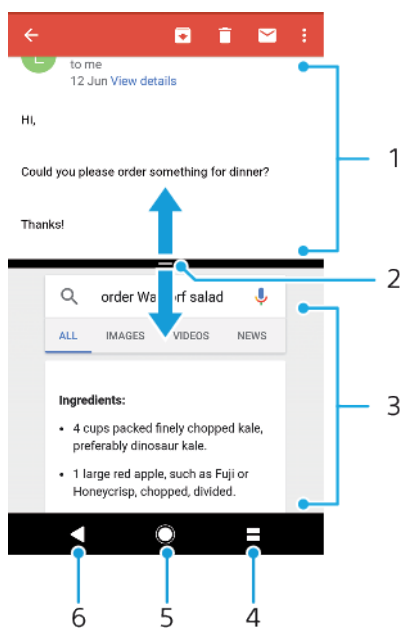 to me
12 Jun View details
Hi,
Could you please order something for dinner?
Thanks!
order Wa rf salad
ALL IMAGES VIDEOS NEWS
Ingredients:
• 4 cups packed finely chopped kale,
preferably dinosaur kale.
• 1 large red apple, such as Fuji or
Honeycrisp, chopped, divided.
1
2
3
6
5
4